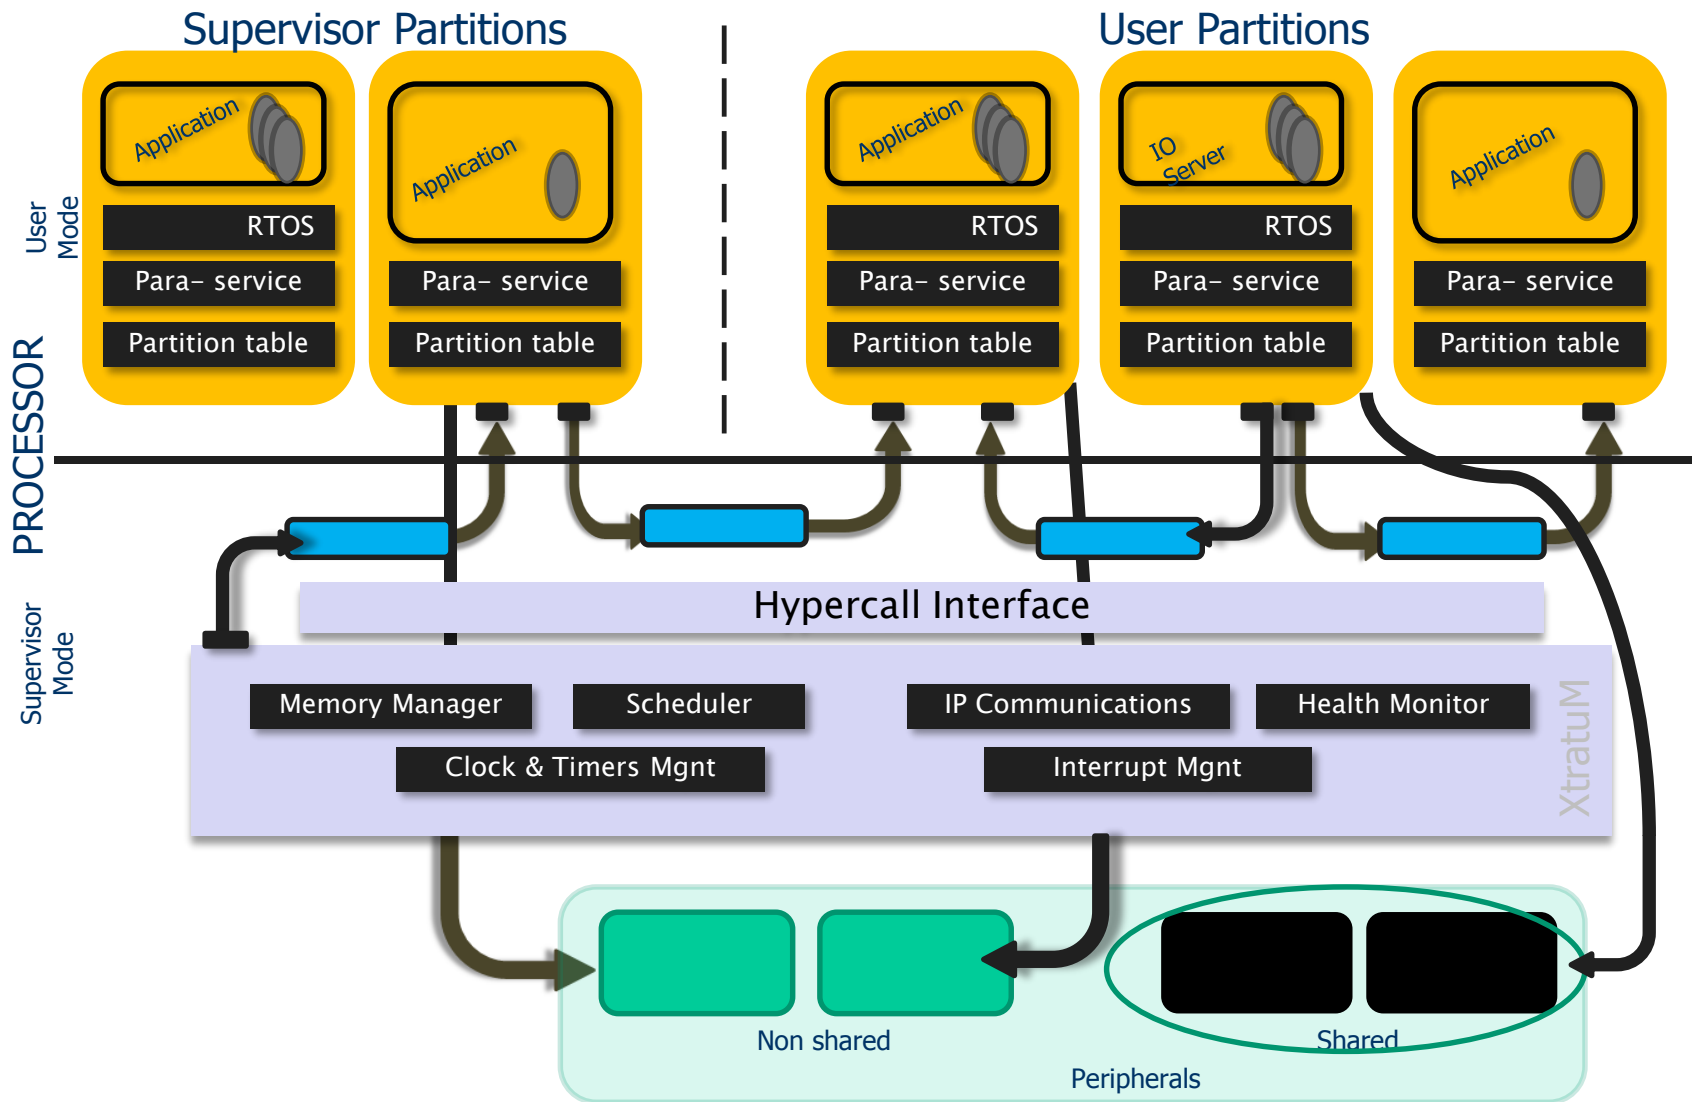 Supervisor Partitions
User Partitions
Application
Application
Application
IO
Server
Application
RTOS
RTOS
RTOS
Para- service
Para- service
Para- service
Para- service
Para- service
Partition table
Partition table
Partition table
Partition table
Partition table
User
Mode
PROCESSOR
Supervisor
Mode
Hypercall Interface
Memory Manager
Scheduler
IP Communications
Health Monitor
Clock & Timers Mgnt
Interrupt Mgnt
XtratuM
Non shared
Shared
Peripherals